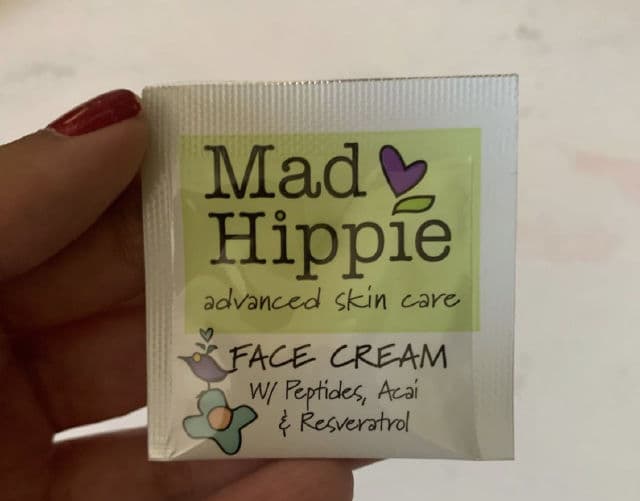 Mad
Hippie
advanced skin care
FACE CREAM
W/ Peptides, Acai
& Resveratrol